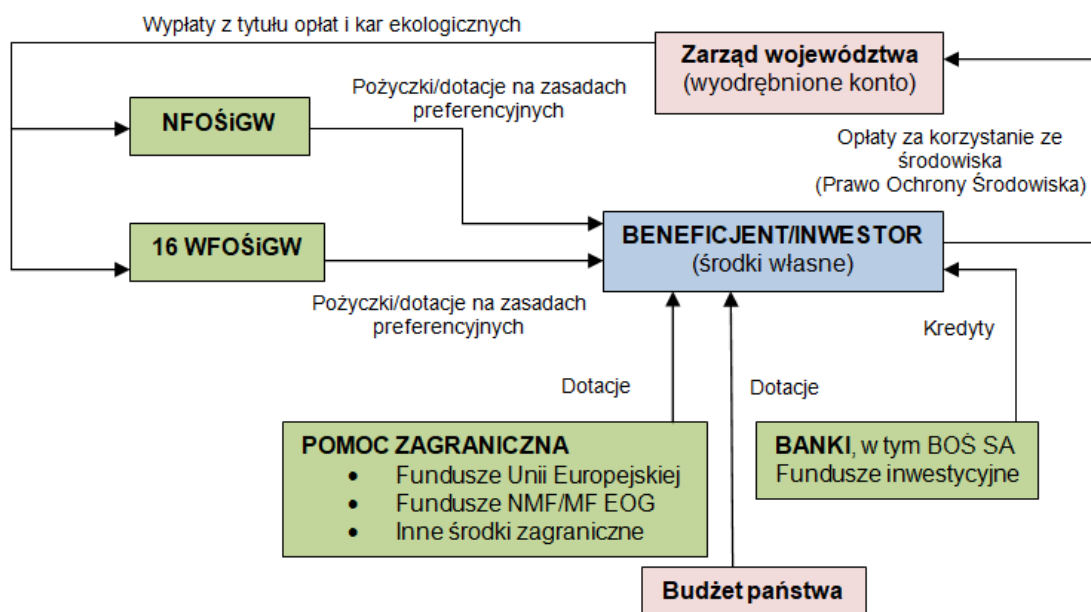 Wypłaty z tytułu opłat i kar ekologicznych
Zarząd województwa
(wyodrębnione konto)
Pożyczki/dotacje na zasadach
preferencyjnych
NFOŚiGW
Opłaty za korzystanie ze
środowiska
(Prawo Ochrony Środowiska)
16 WFOŚiGW
BENEFICJENT/INWESTOR
(środki własne)
Pożyczki/dotacje na zasadach
preferencyjnych
Kredyty
Dotacje
Dotacje
POMOC ZAGRANICZNA
• Fundusze Unii Europejskiej
• Fundusze NMF/MF EOG
• Inne środki zagraniczne
BANKI, w tym BOŚ SA
Fundusze inwestycyjne
Budżet państwa